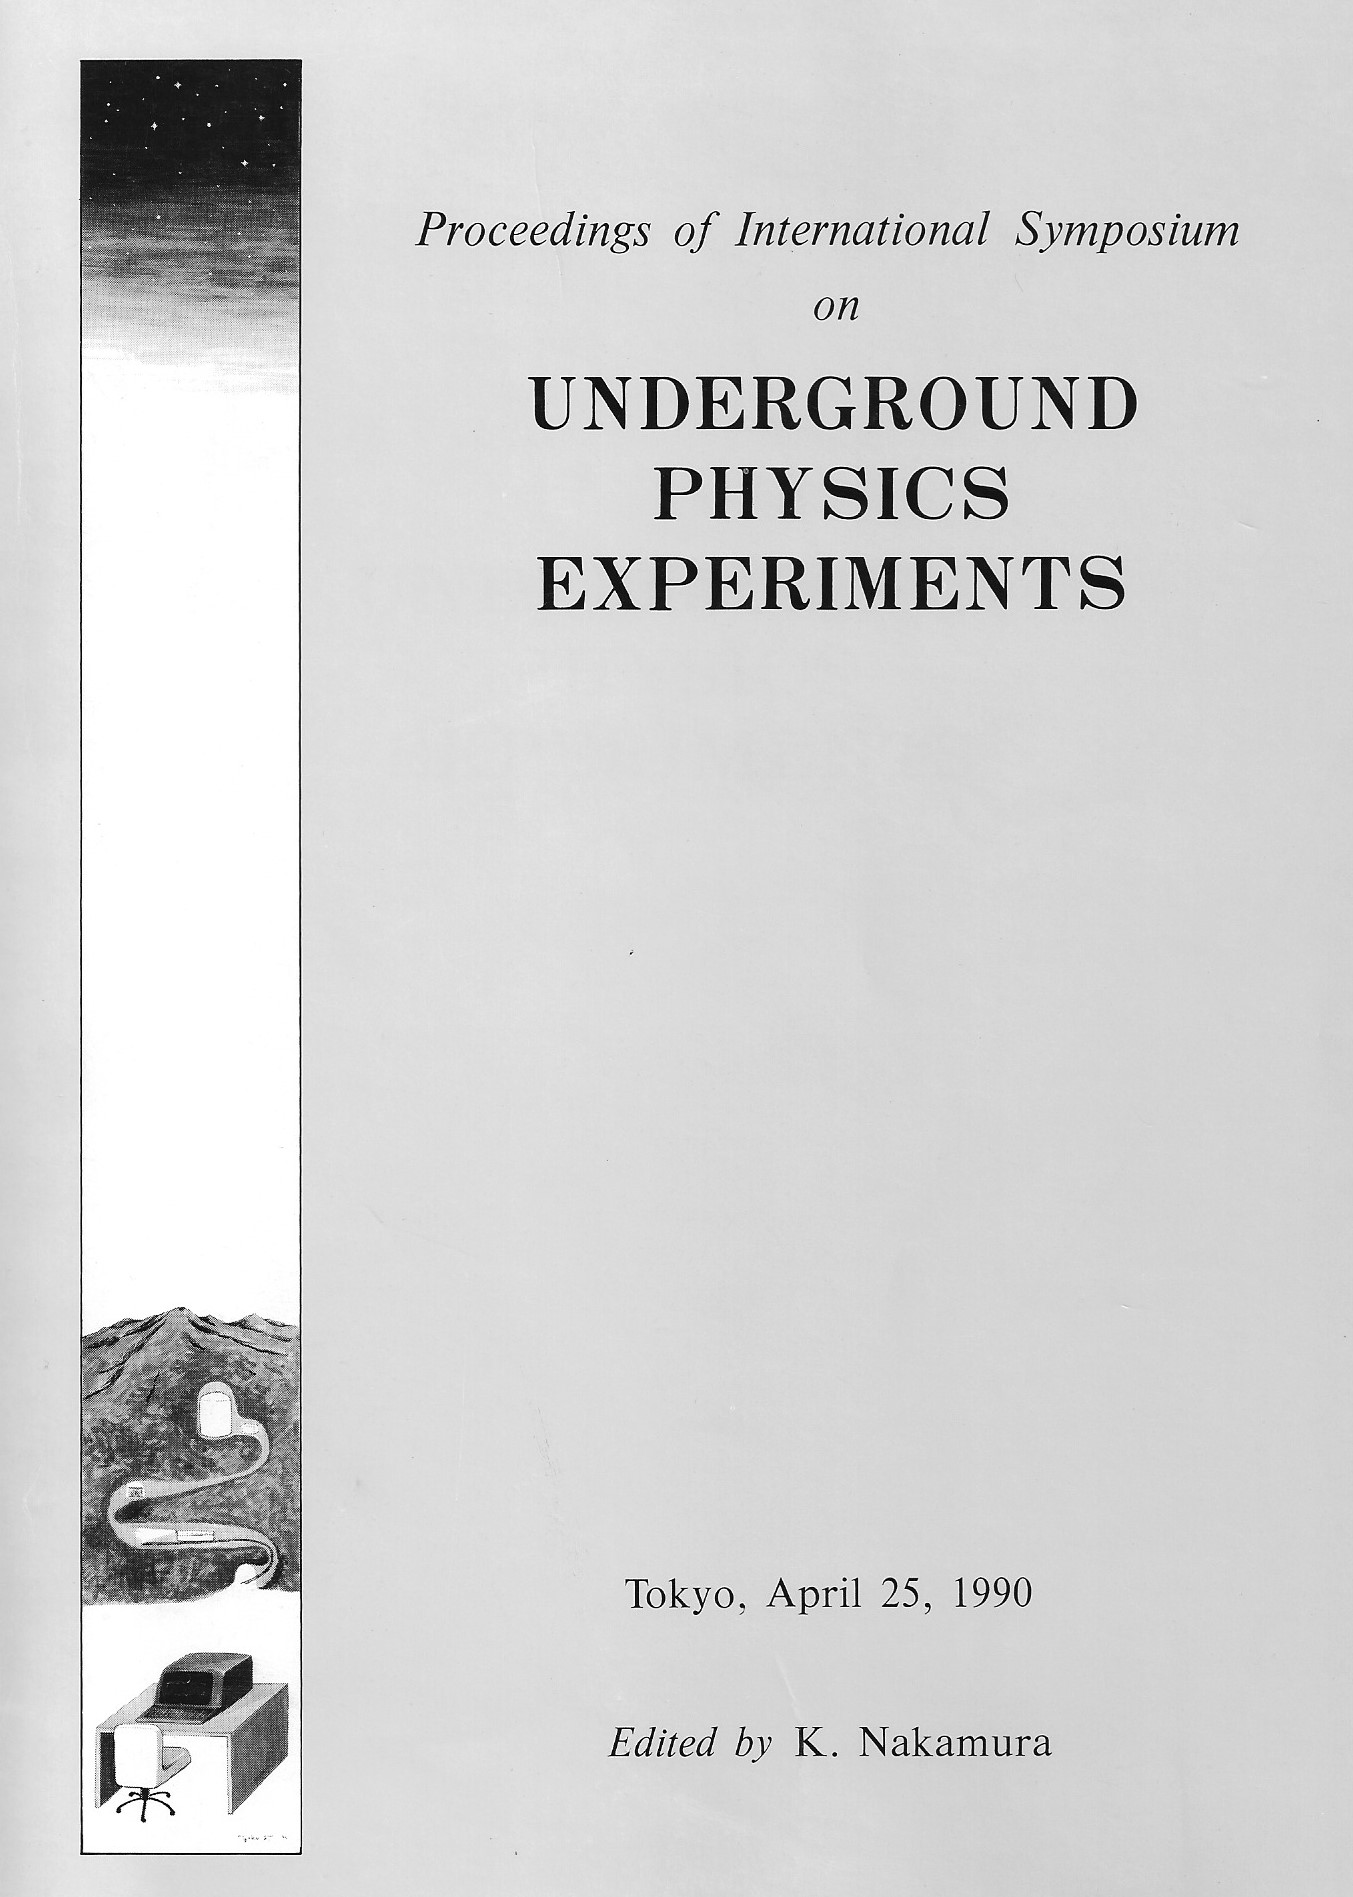 Proceedings of International Symposium
on
UNDERGROUND
PHYSICS
EXPERIMENTS
Tokyo, April 25, 1990
Edited by K. Nakamura